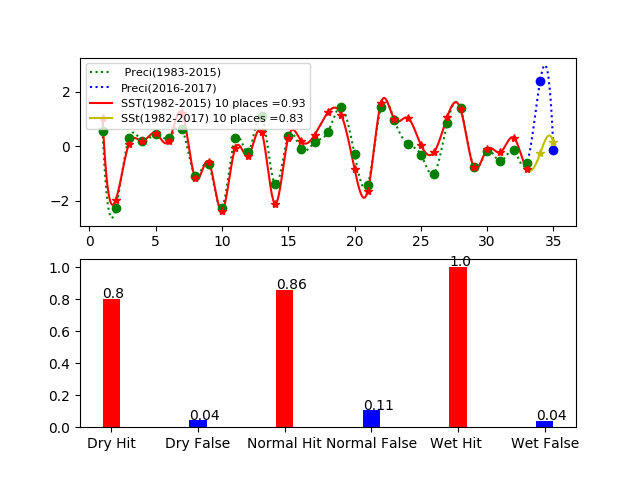 Preci(1983-2015)
Preci(2016-2017)
SST(1982-2015) 10 places =0.93
SSt(1982-2017) 10 places =0.83
2
0
−2
0 5 10 15 20 25 30 35
1.0
0.8
0.6
0.4
0.2
0.0
0.8 0.04 0.86 0.11 1.0 0.04
Dry Hit Dry False Normal Hit Normal False Wet Hit Wet False